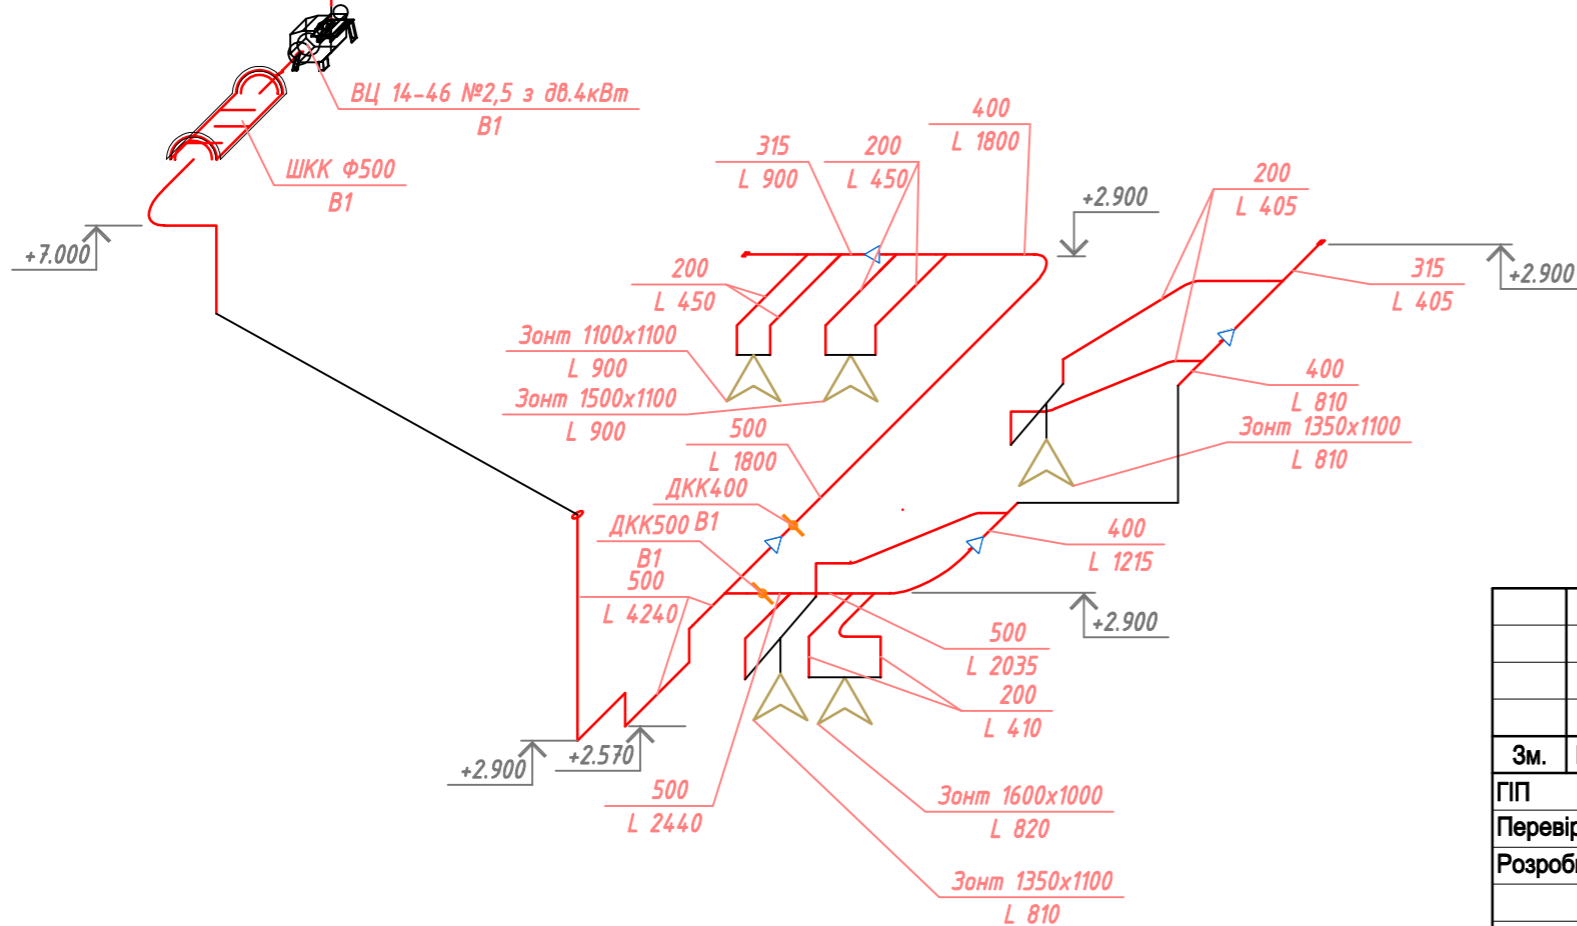 ВЦ 14-46 №2,5 з дв.4кВт
В1
ШКК Ф500
В1
+7.000
400
L 1800
315
L 900
200
L 450
+2.900
200
L 405
315
L 405
+2.900
200
L 450
Зонт 1100х1100
L 900
Зонт 1500х1100
L 900
400
L 810
Зонт 1350х1100
L 810
500
L 1800
ДКК400
В1
ДКК500
В1
500
L 4240
400
L 1215
+2.900
500
L 2035
200
L 410
+2.900
+2.570
500
L 2440
Зонт 1600х1000
L 820
Зонт 1350х1100
L 810
Зм.
ГІП
Перевір
Розроб